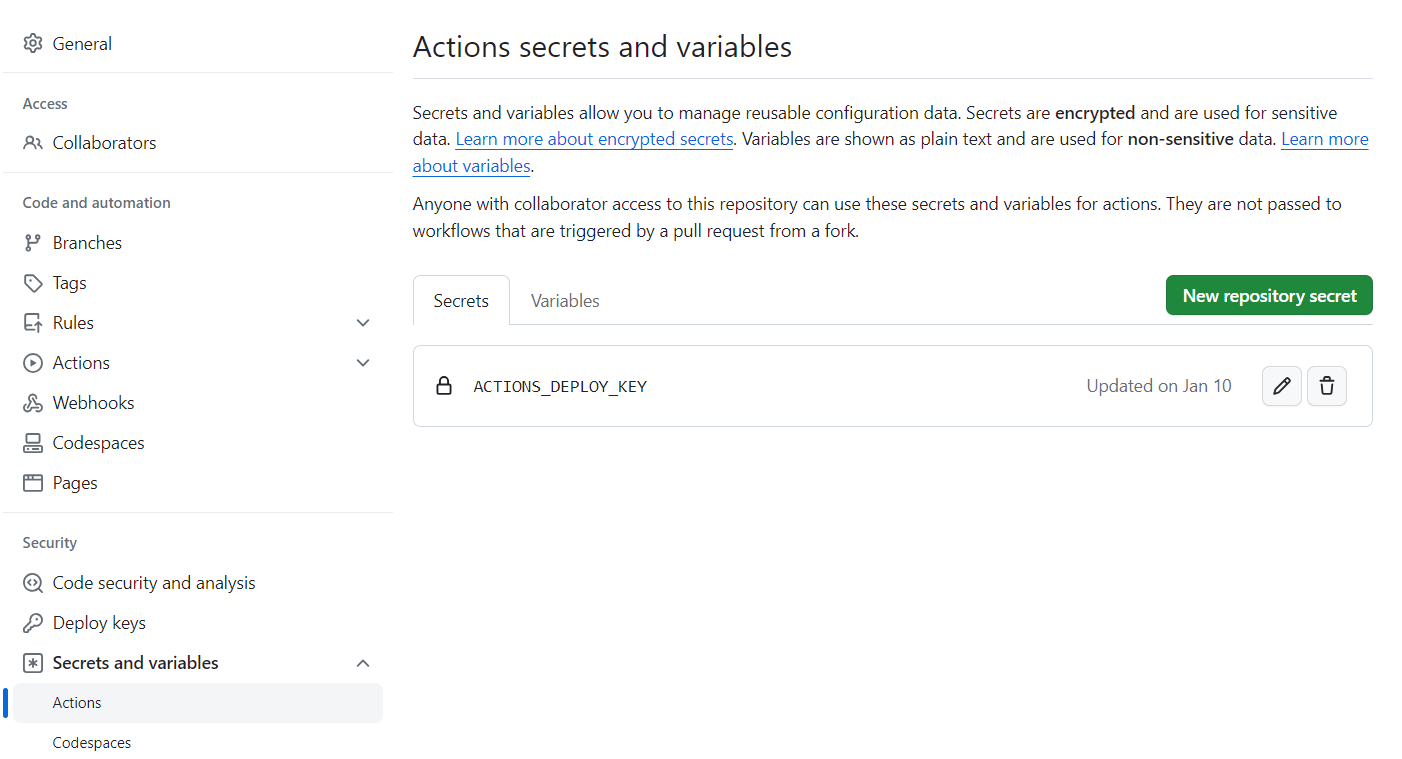 General
Access
Collaborators
Code and automation
Branches
Tags
Rules
Actions
Webhooks
Codespaces
Pages
Security
Code security and analysis
Deploy keys
Secrets and variables
Actions
Codespaces
Actions secrets and variables
Secrets and variables allow you to manage reusable configuration data. Secrets are encrypted and are used for sensitive
data. Learn more about encrypted secrets. Variables are shown as plain text and are used for non-sensitive data. Learn more
about variables.
Anyone with collaborator access to this repository can use these secrets and variables for actions. They are not passed to
workflows that are triggered by a pull request from a fork.
Secrets
Variables
New repository secret
ACTIONS_DEPLOY_KEY
Updated on Jan 10